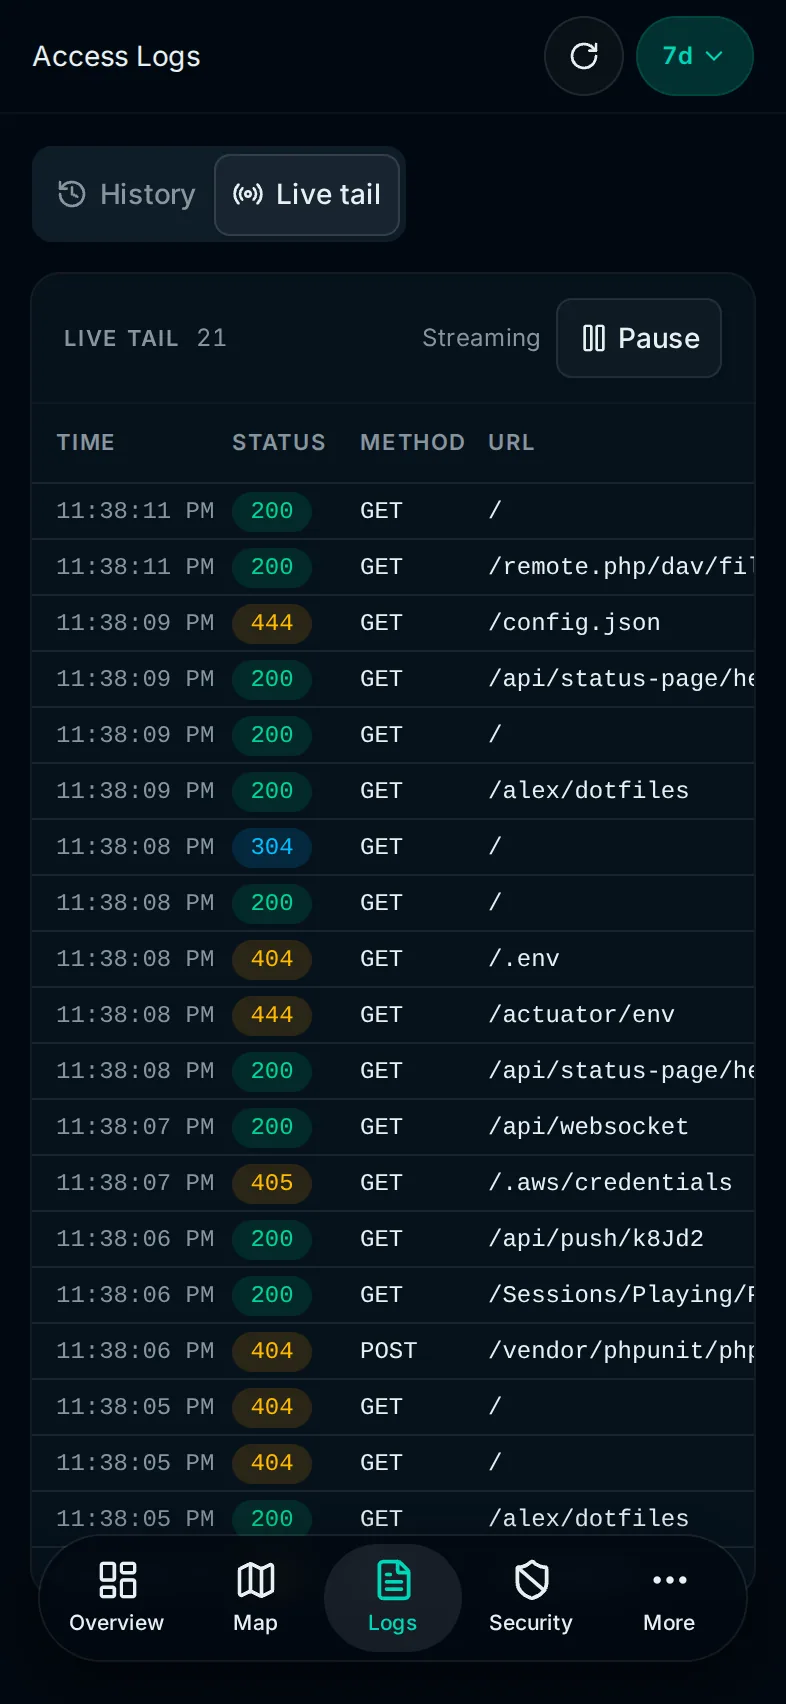 Access Logs
7d
History
Live tail
LIVE TAIL 21
Streaming
Pause
TIME STATUS METHOD URL
11:38:11 PM 200 GET /
11:38:11 PM 200 GET /remote.php/dav/fil
11:38:09 PM 444 GET /config.json
11:38:09 PM 200 GET /api/status-page/he
11:38:09 PM 200 GET /
11:38:09 PM 200 GET /alex/dotfiles
11:38:08 PM 304 GET /
11:38:08 PM 200 GET /
11:38:08 PM 404 GET /.env
11:38:08 PM 444 GET /actuator/env
11:38:08 PM 200 GET /api/status-page/he
11:38:07 PM 200 GET /api/websocket
11:38:07 PM 405 GET /.aws/credentials
11:38:06 PM 200 GET /api/push/k8Jd2
11:38:06 PM 200 GET /Sessions/Playing/P
11:38:06 PM 404 POST /vendor/phpunit/php
11:38:05 PM 404 GET /
11:38:05 PM 404 GET /
11:38:05 PM 200 GET /alex/dotfiles
Overview
Map
Logs
Security
More